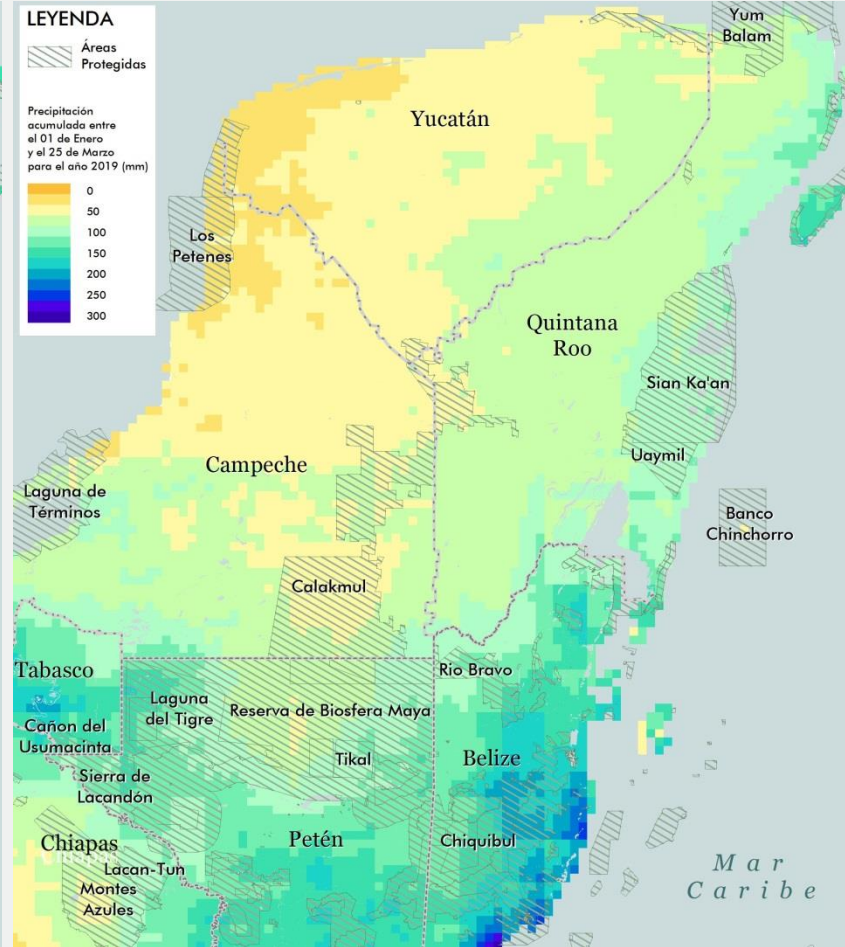 LEYENDA
Áreas
Protegidas
Precipitación
acumulada entre
el 01 de Enero
y el 25 de Marzo
para el año 2019 (mm)
0
50
100
150
200
250
300
Yum
Balam
Yucatán
Los
Petenes
Quintana
Roo
Sian Ka'an
Uaymil
Campeche
Laguna de
Términos
Banco
Chinchorro
Calakmul
Tabasco
Rio Bravo
Laguna
del Tigre
Reserva de Biosfera Maya
Cañon del
Usumacinta
Tikal
Belize
Sierra de
Lacandón
Chiapas
Petén
Chiquibul
Lacan-Tun
Montes
Azules
Mar
Caribe